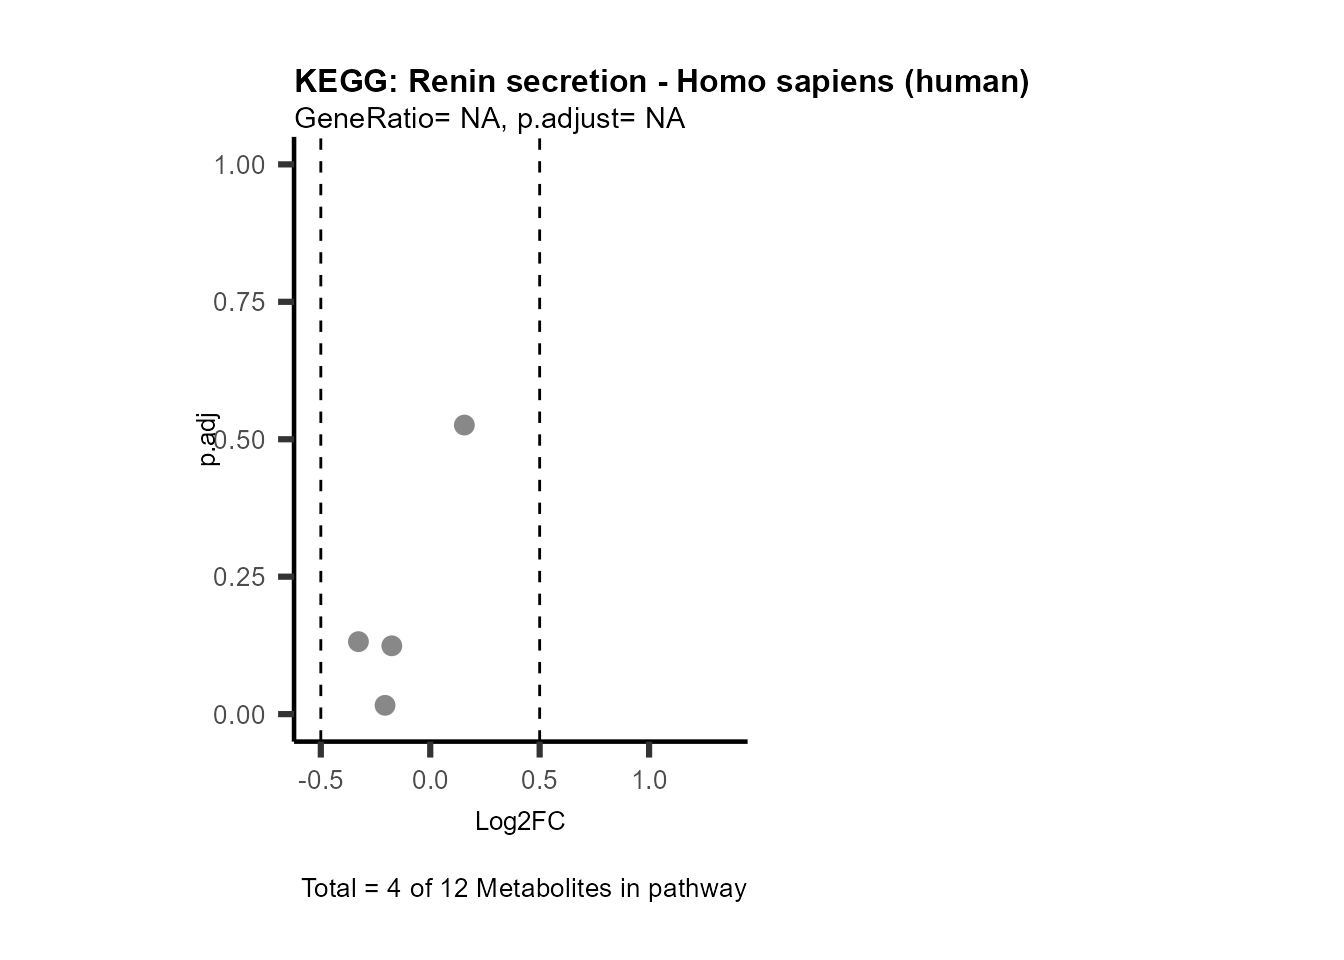 KEGG: Renin secretion - Homo sapiens (human)
GeneRatio= NA, p.adjust= NA
1.00
0.75
0.50
0.25
0.00
p.adj
-0.5 0.0 0.5 1.0
Log2FC
Total = 4 of 12 Metabolites in pathway